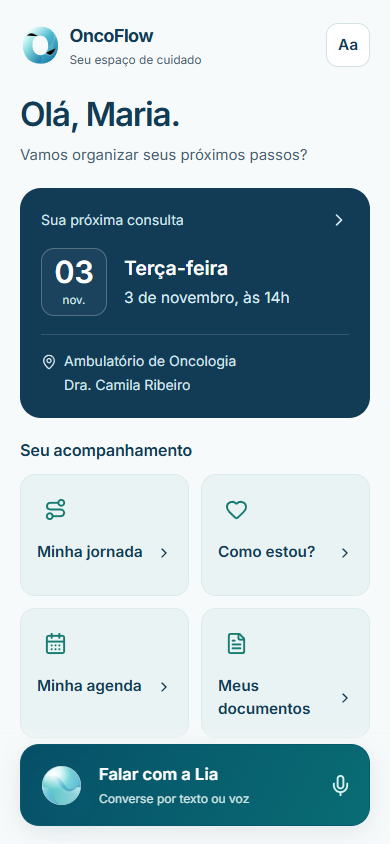 OncoFlow
Seu espaço de cuidado
Aa
Olá, Maria.
Vamos organizar seus próximos passos?
Sua próxima consulta
03
nov.
Terça-feira
3 de novembro, às 14h
Ambulatório de Oncologia
Dra. Camila Ribeiro
Seu acompanhamento
Minha jornada
Como estou?
Minha agenda
Meus
documentos
Falar com a Lia
Converse por texto ou voz